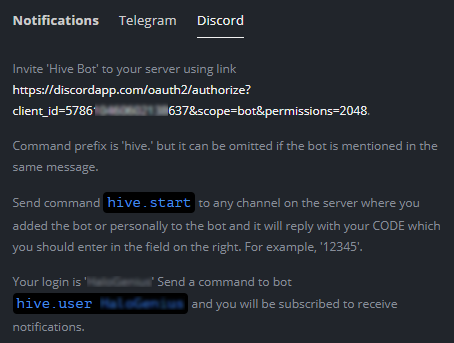 Notifications Telegram Discord
Invite 'Hive Bot' to your server using link
https://discordapp.com/oauth2/authorize?
client_id=5786 637&scope=bot&permissions=2048.
Command prefix is 'hive.' but it can be omitted if the bot is mentioned in the
same message.
Send command hive.start to any channel on the server where you
added the bot or personally to the bot and it will reply with your CODE which
you should enter in the field on the right. For example, '12345'.
Your login is ' ' Send a command to bot
hive.user and you will be subscribed to receive
notifications.